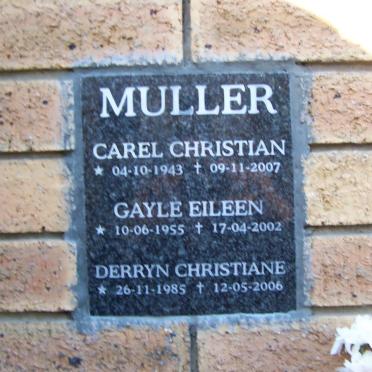 MULLER
CAREL CHRISTIAN
★ 04-10-1943 ✝ 09-11-2007
GAYLE EILEEN
★ 10-06-1955 ✝ 17-04-2002
DERRYN CHRISTIANE
★ 26-11-1985 ✝ 12-05-2006